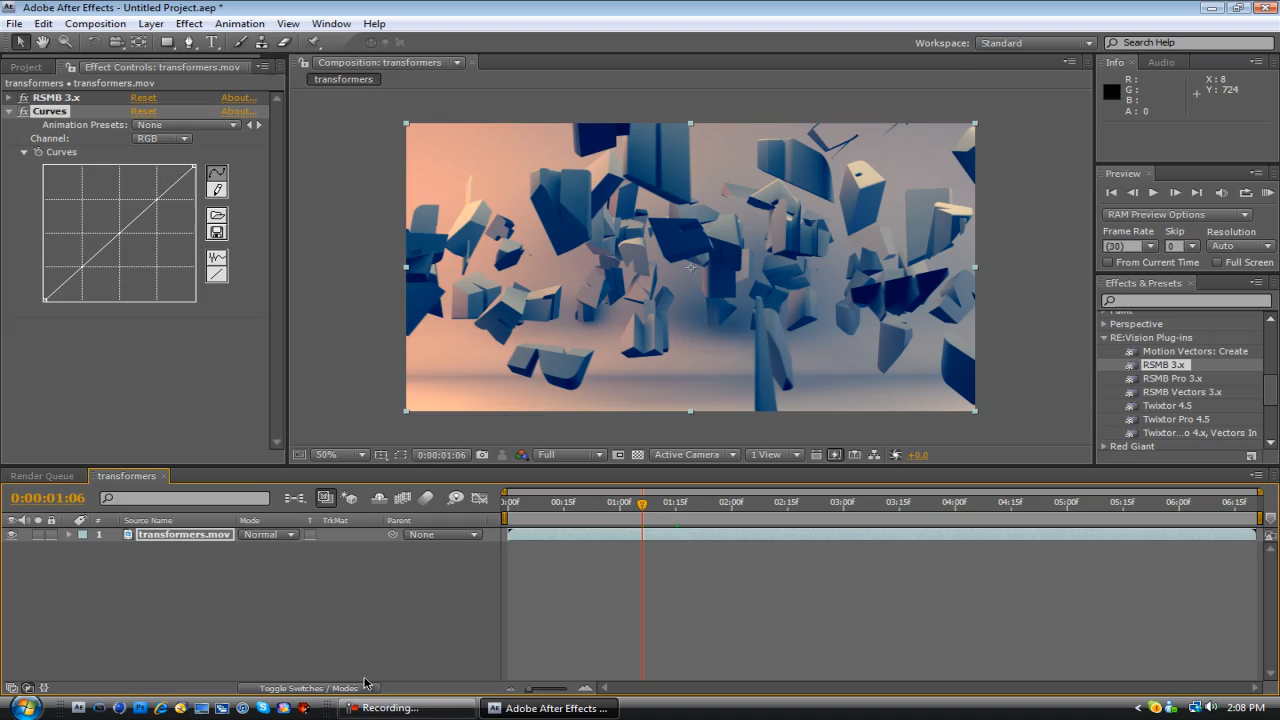 Adobe After Effects - Untitled Project.aep *
File Edit Composition Layer Effect Animation View Window Help
Workspace: Standard Search Help
Project Effect Controls: transformers.mov
transformers • transformers.mov
fx RSMB 3.x Reset About...
fx Curves Reset About...
Animation Presets: None
Channel: RGB
Curves
Composition: transformers
transformers
50% 0:00:01:06 Full Active Camera 1 View +0.0
Info Audio
R: X: 8
G: Y: 724
B:
A: 0
Preview
RAM Preview Options
Frame Rate Skip Resolution
(30) 0 Auto
From Current Time Full Screen
Effects & Presets
Perspective
RE:Vision Plug-ins
Motion Vectors: Create
RSMB 3.x
RSMB Pro 3.x
RSMB Vectors 3.x
Twixtor 4.5
Twixtor Pro 4.5
Twixtor...o 4.x, Vectors In
Red Giant
Render Queue transformers
0:00:01:06
:00f 00:15f 01:00f 01:15f 02:00f 02:15f 03:00f 03:15f 04:00f 04:15f 05:00f 05:15f 06:00f 06:15f
# Source Name Mode T TrkMat Parent
1 transformers.mov Normal None
Toggle Switches / Modes
Recording... Adobe After Effects ... 2:08 PM